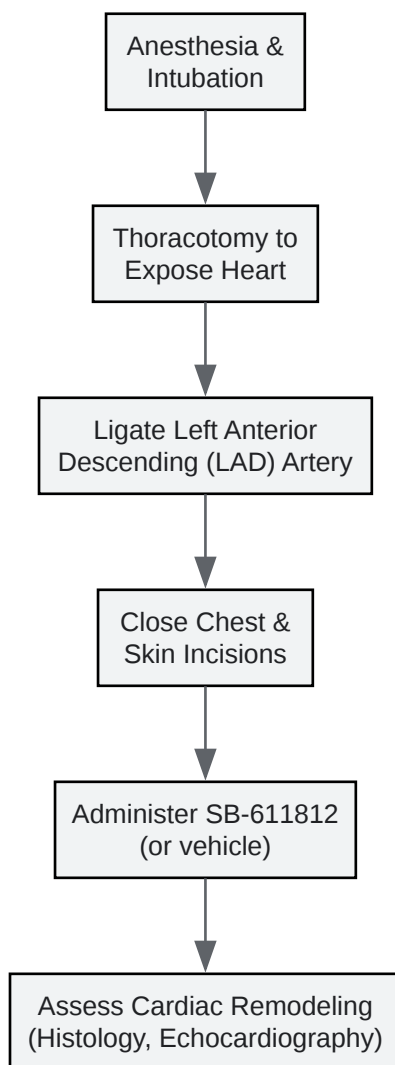 Anesthesia &
Intubation
Thoracotomy to
Expose Heart
Ligate Left Anterior
Descending (LAD) Artery
Close Chest &
Skin Incisions
Administer SB-611812
(or vehicle)
Assess Cardiac Remodeling
(Histology, Echocardiography)